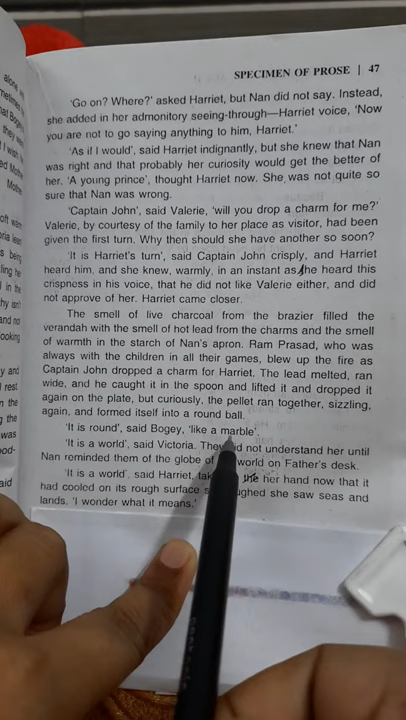 SPECIMEN OF PROSE | 47
'Go on? Where?' asked Harriet, but Nan did not say. Instead,
she added in her admonitory seeing-through—Harriet voice, 'Now
you are not to go saying anything to him, Harriet.'
'As if I would', said Harriet indignantly, but she knew that Nan
was right and that probably her curiosity would get the better of
her. 'A young prince', thought Harriet now. She was not quite so
sure that Nan was wrong.
'Captain John', said Valerie, 'will you drop a charm for me?'
Valerie, by courtesy of the family to her place as visitor, had been
given the first turn. Why then should she have another so soon?
'It is Harriet's turn', said Captain John crisply, and Harriet
heard him, and she knew, warmly, in an instant as she heard this
crispness in his voice, that he did not like Valerie either, and did
not approve of her. Harriet came closer.
The smell of live charcoal from the brazier filled the
verandah with the smell of hot lead from the charms and the smell
of warmth in the starch of Nan's apron. Ram Prasad, who was
always with the children in all their games, blew up the fire as
Captain John dropped a charm for Harriet. The lead melted, ran
wide, and he caught it in the spoon and lifted it and dropped it
again on the plate, but curiously, the pellet ran together, sizzling,
again, and formed itself into a round ball.
'It is round', said Bogey, 'like a marble'.
'It is a world', said Victoria. They did not understand her until
Nan reminded them of the globe of world on Father's desk.
'It is a world', said Harriet, the her hand now that it
had cooled on its rough surface she saw seas and
lands. 'I wonder what it means.'